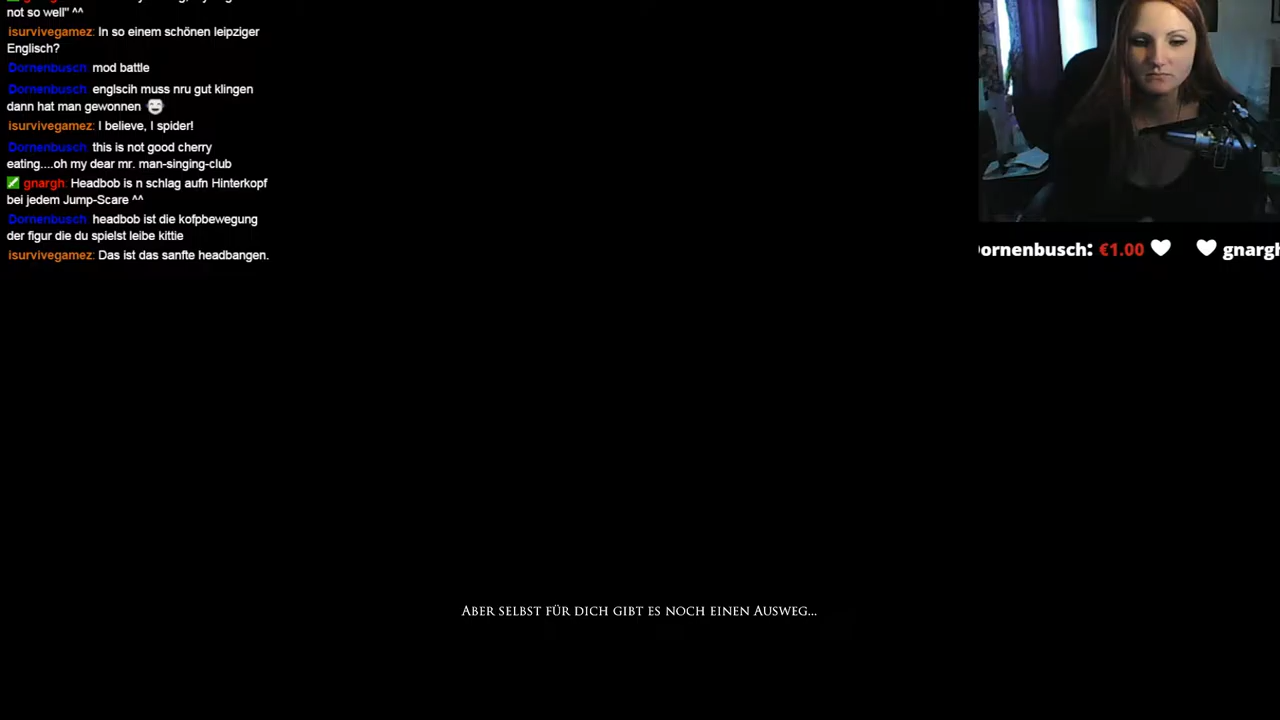 not so well" ^^
isurvivegamez: In so einem schönen leipziger
Englisch?
Dornenbusch: mod battle
Dornenbusch: englscih muss nru gut klingen
dann hat man gewonnen
isurvivegamez: I believe, I spider!
Dornenbusch: this is not good cherry
eating....oh my dear mr. man-singing-club
gnargh: Headbob is n schlag aufn Hinterkopf
bei jedem Jump-Scare ^^
Dornenbusch: headbob ist die kofpbewegung
der figur die du spielst leibe kittie
isurvivegamez: Das ist das sanfte headbangen.
ornenbusch: €1.00 gnargh
Aber selbst für dich gibt es noch einen Ausweg...